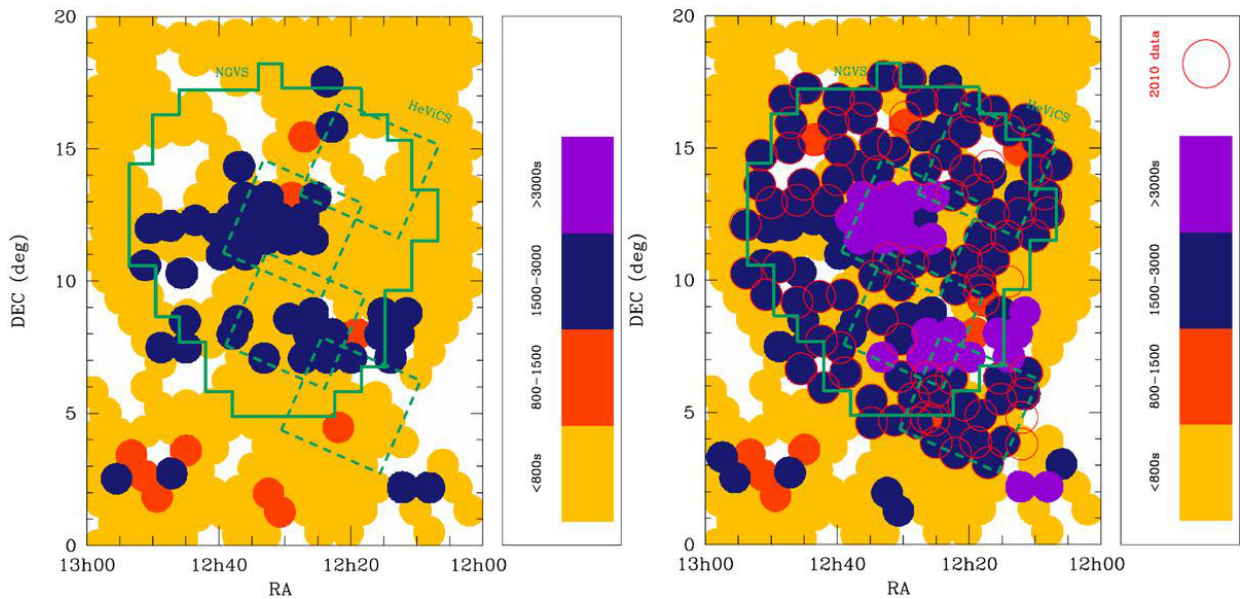 20
15
10
5
0
DEC (deg)
13h00
12h40
12h20
12h00
RA
NGVS
HeViCS
>3000s
1500-3000
800-1500
<800s
20
15
10
5
0
DEC (deg)
13h00
12h40
12h20
12h00
RA
NGVS
HeViCS
2010 data
>3000s
1500-3000
800-1500
<800s